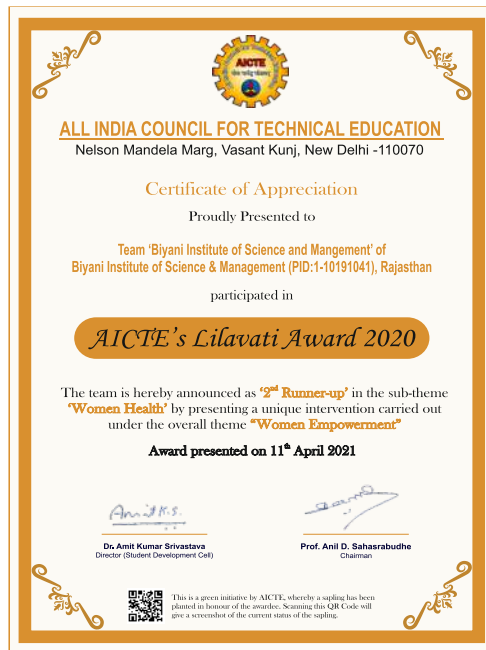 AICTE
ALL INDIA COUNCIL FOR TECHNICAL EDUCATION
Nelson Mandela Marg, Vasant Kunj, New Delhi -110070
Certificate of Appreciation
Proudly Presented to
Team ‘Biyani Institute of Science and Mangement’ of
Biyani Institute of Science & Management (PID:1-10191041), Rajasthan
participated in
AICTE’s Lilavati Award 2020
The team is hereby announced as ‘2nd Runner-up’ in the sub-theme
‘Women Health’ by presenting a unique intervention carried out
under the overall theme “Women Empowerment”
Award presented on 11th April 2021
Amit K.S.
Dr. Amit Kumar Srivastava
Director (Student Development Cell)
Prof. Anil D. Sahasrabudhe
Chairman
This is a green initiative by AICTE, whereby a sapling has been
planted in honour of the awardee. Scanning this QR Code will
give a screenshot of the current status of the sapling.